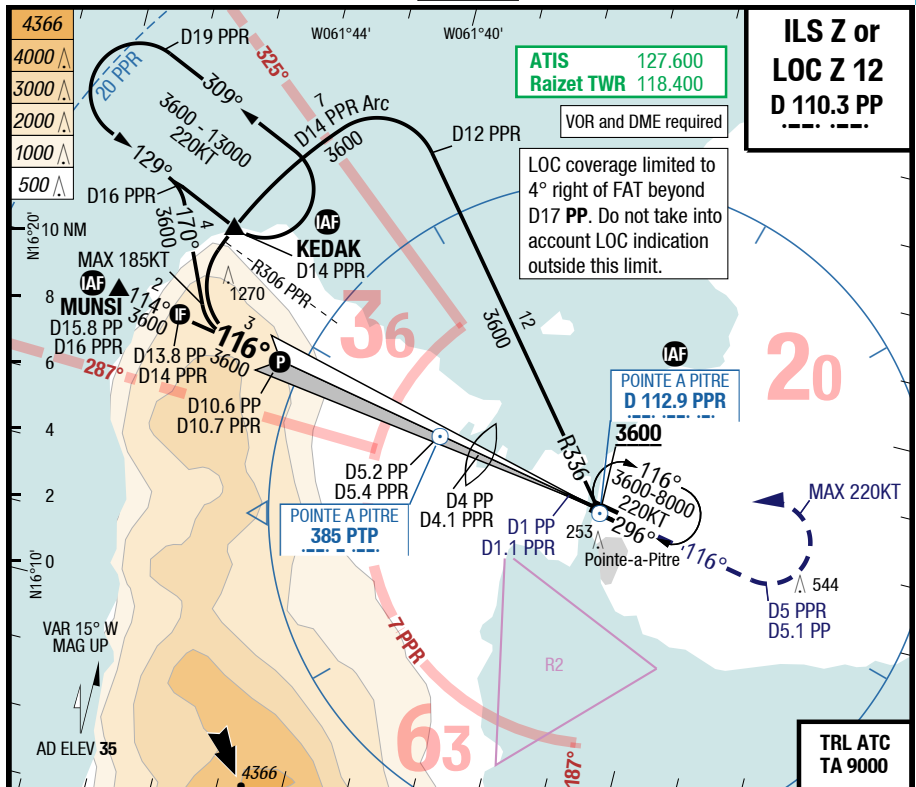 4366
4000
3000
2000
1000
500
20 PPR
D19 PPR
325°
W061°44'
W061°40'
ATIS 127.600
Raizet TWR 118.400
ILS Z or
LOC Z 12
D 110.3 PP
VOR and DME required
LOC coverage limited to
4° right of FAT beyond
D17 PP. Do not take into
account LOC indication
outside this limit.
309°
3600 - 13000
220KT
129°
7
D14 PPR Arc
3600
D12 PPR
D16 PPR
170°
4
3600
N16°20'
10 NM
8
6
4
2
0
N16°10'
IAF
KEDAK
D14 PPR
MAX 185KT
R306 PPR
1270
IAF
MUNSI
D15.8 PP
D16 PPR
2
114°
3600
IF
D13.8 PP
D14 PPR
3
116°
3600
P
D10.6 PP
D10.7 PPR
287°
36
20
63
12
3600
R336
IAF
POINTE A PITRE
D 112.9 PPR
3600
116°
3600-8000
220KT
296°
MAX 220KT
D5.2 PP
D5.4 PPR
D4 PP
D4.1 PPR
POINTE A PITRE
385 PTP
D1 PP
D1.1 PPR
253
Pointe-a-Pitre
116°
544
D5 PPR
D5.1 PP
R2
7 PPR
187°
VAR 15° W
MAG UP
AD ELEV 35
4366
TRL ATC
TA 9000